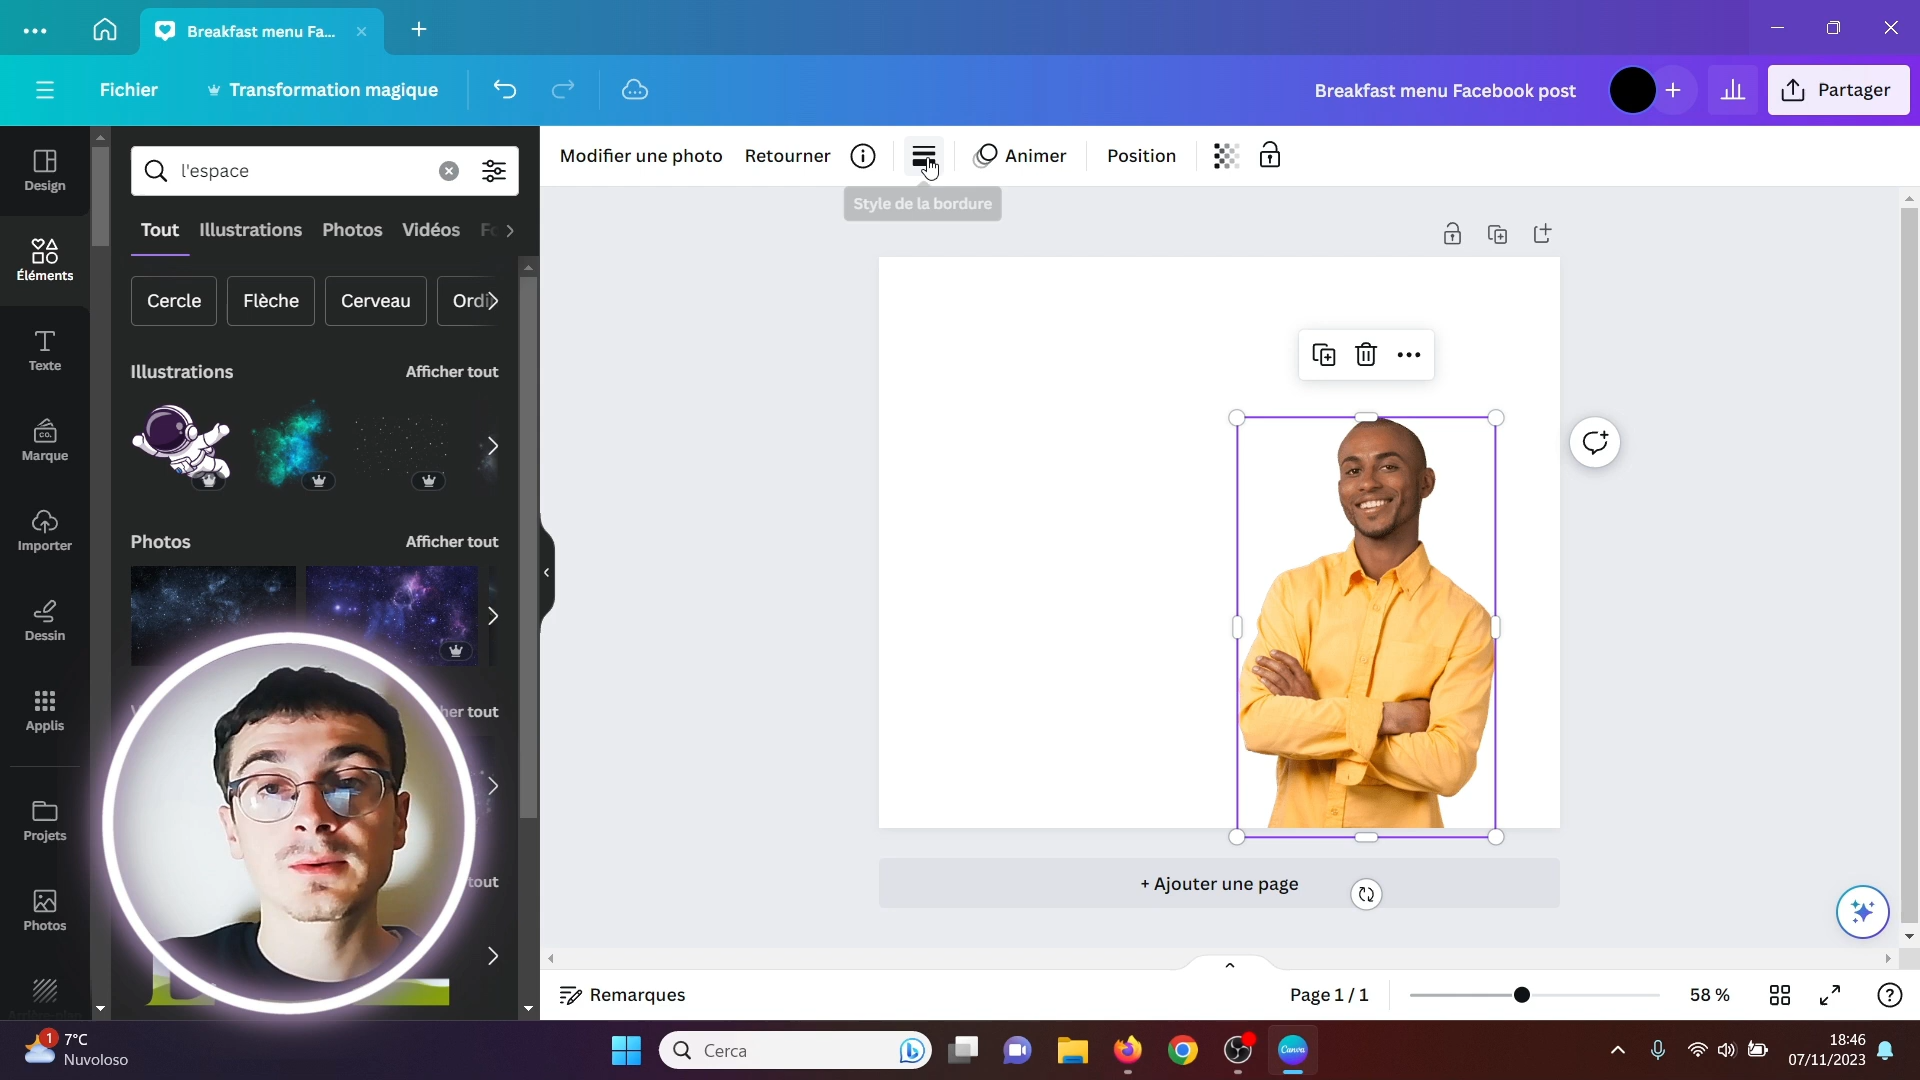 Breakfast menu Fa...
Fichier
Transformation magique
Breakfast menu Facebook post
Partager
Design
Éléments
Texte
Marque
Importer
Dessin
Applis
Projets
Photos
l'espace
Tout
Illustrations
Photos
Vidéos
Cercle
Flèche
Cerveau
Illustrations
Afficher tout
Photos
Afficher tout
her tout
tout
Modifier une photo
Retourner
Animer
Position
Style de la bordure
+ Ajouter une page
Remarques
Page 1 / 1
58 %
7°C
Nuvoloso
1
Cerca
Canva
18:46
07/11/2023